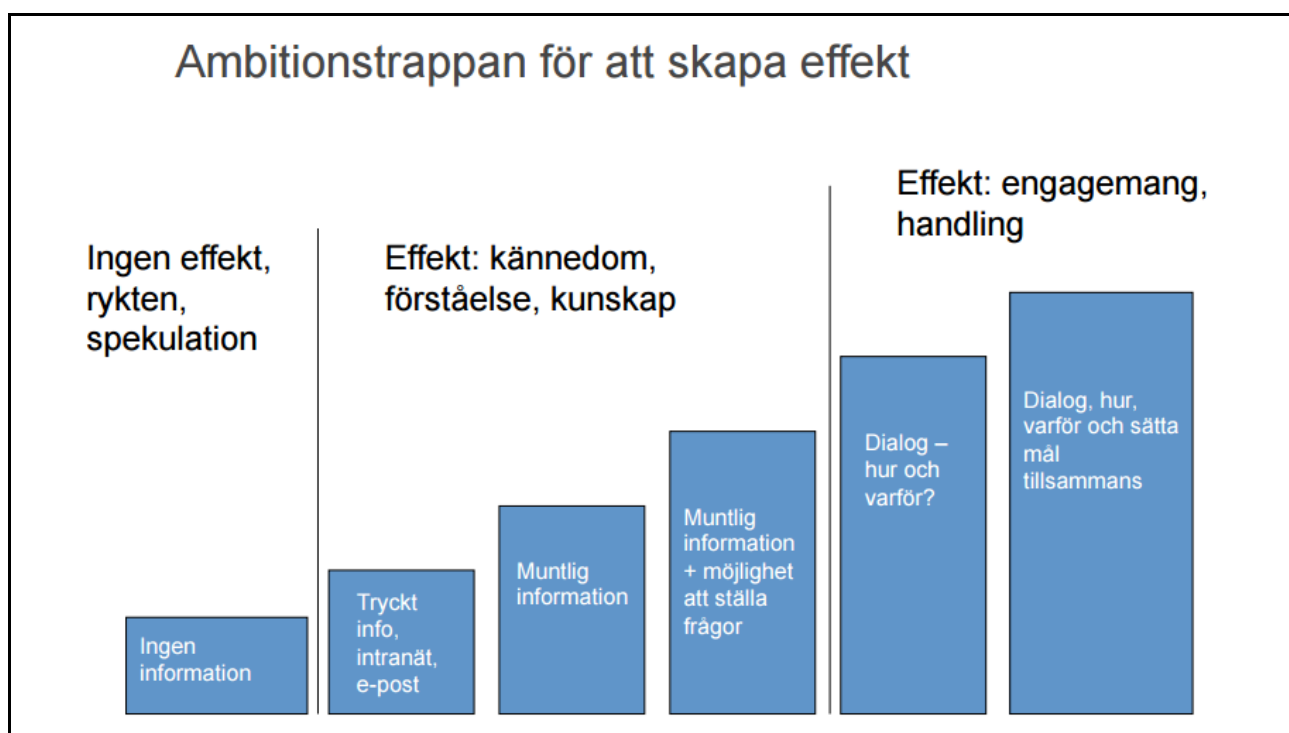 Ambitionstrappan för att skapa effekt
Ingen effekt,
rykten,
spekulation
Effekt: kännedom,
förståelse, kunskap
Effekt: engagemang,
handling
Ingen
information
Tryckt
info,
intranät,
e-post
Muntlig
information
Muntlig
information
+ möjlighet
att ställa
frågor
Dialog –
hur och
varför?
Dialog, hur,
varför och sätta
mål
tillsammans